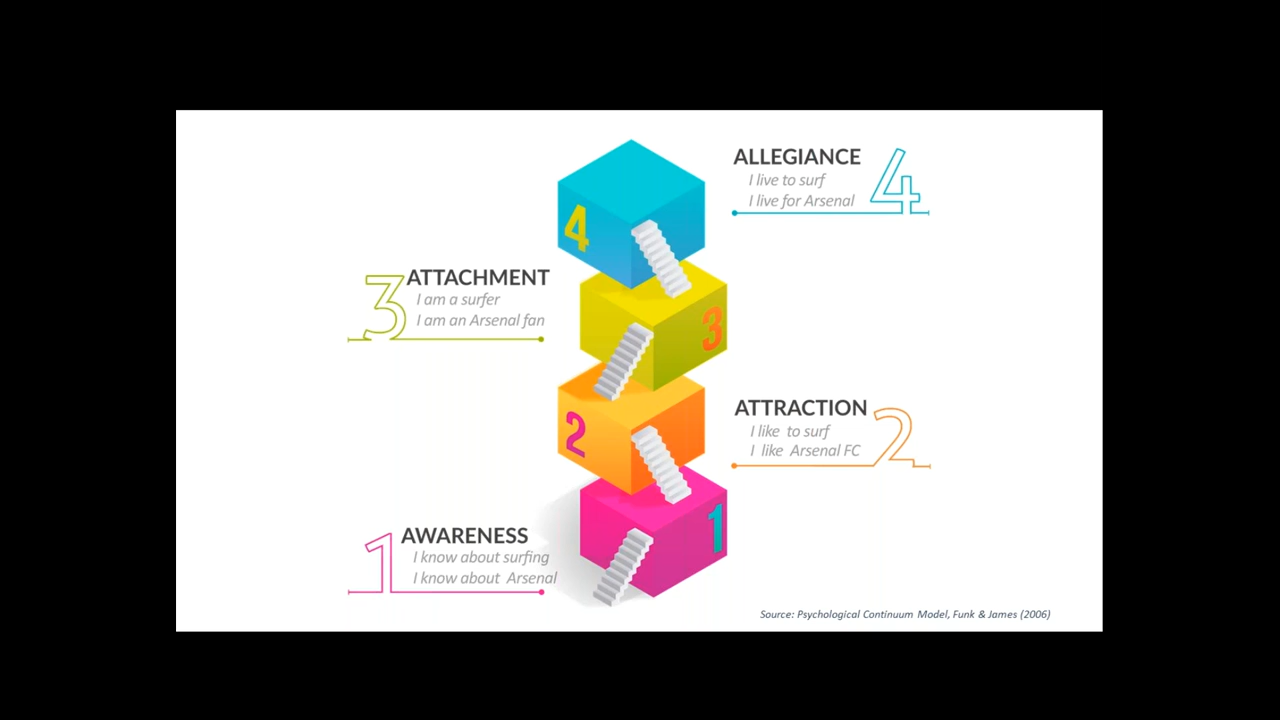 ALLEGIANCE
I live to surf
I live for Arsenal
4
4
3
ATTACHMENT
I am a surfer
I am an Arsenal fan
3
ATTRACTION
I like to surf
I like Arsenal FC
2
2
1
AWARENESS
I know about surfing
I know about Arsenal
1
Source: Psychological Continuum Model, Funk & James (2006)